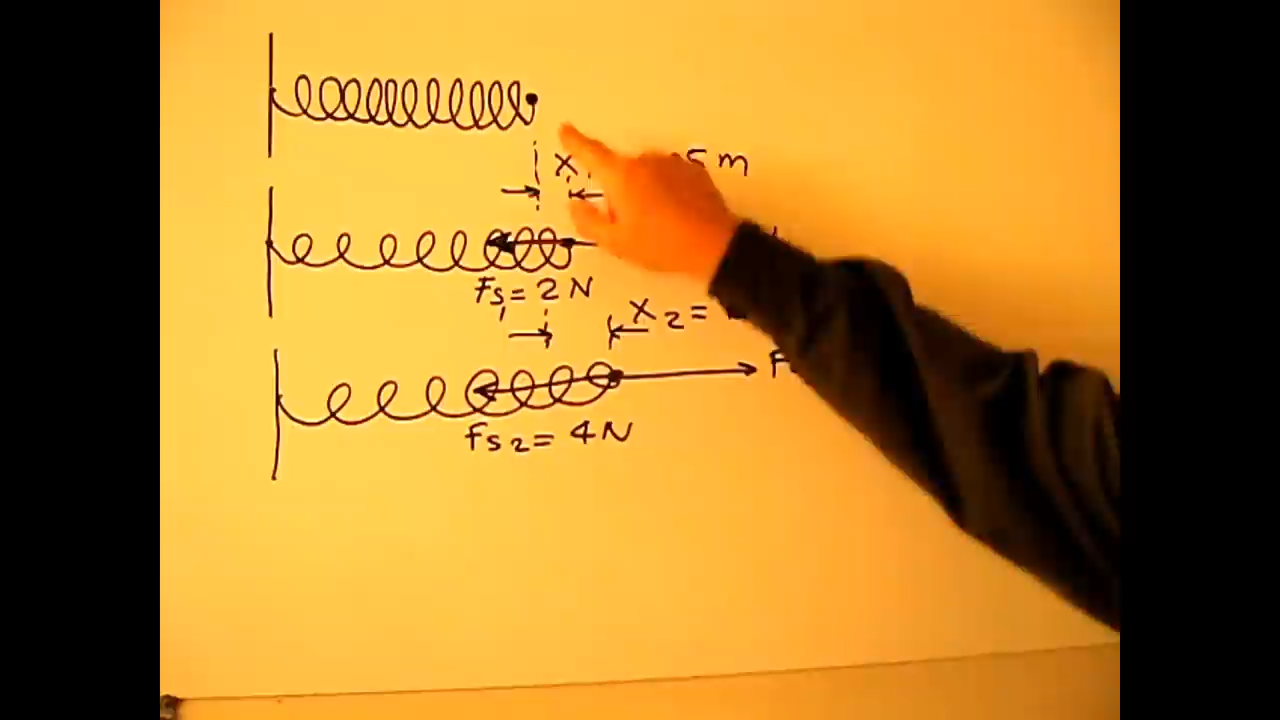 X₁ 5 m
Fs₁ = 2 N
X₂ =
Fs₂ = 4 N